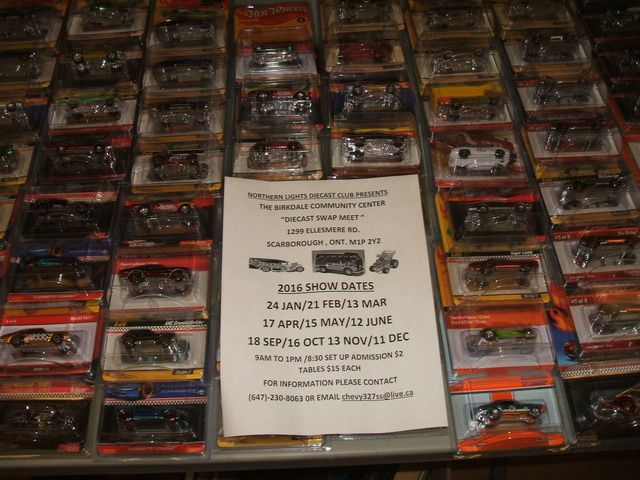 Hot Wheels
NORTHERN LIGHTS DIECAST CLUB PRESENTS
THE BIRKDALE COMMUNITY CENTER
"DIECAST SWAP MEET"
1299 ELLESMERE RD.
SCARBOROUGH , ONT. M1P 2Y2
2016 SHOW DATES
24 JAN/21 FEB/13 MAR
17 APR/15 MAY/12 JUNE
18 SEP/16 OCT 13 NOV/11 DEC
9AM TO 1PM /8:30 SET UP ADMISSION $2
TABLES $15 EACH
FOR INFORMATION PLEASE CONTACT
(647)-230-8063 OR EMAIL chevy327ss@live.ca